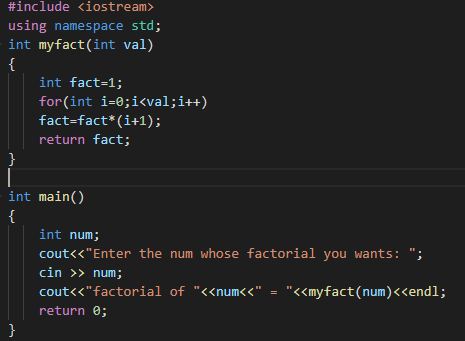 #include <iostream>
using namespace std;
int myfact(int val)
{
    int fact=1;
    for(int i=0;i<val;i++)
    fact=fact*(i+1);
    return fact;
}
int main()
{
    int num;
    cout<<"Enter the num whose factorial you wants: ";
    cin >> num;
    cout<<"factorial of "<<num<<" = "<<myfact(num)<<endl;
    return 0;
}